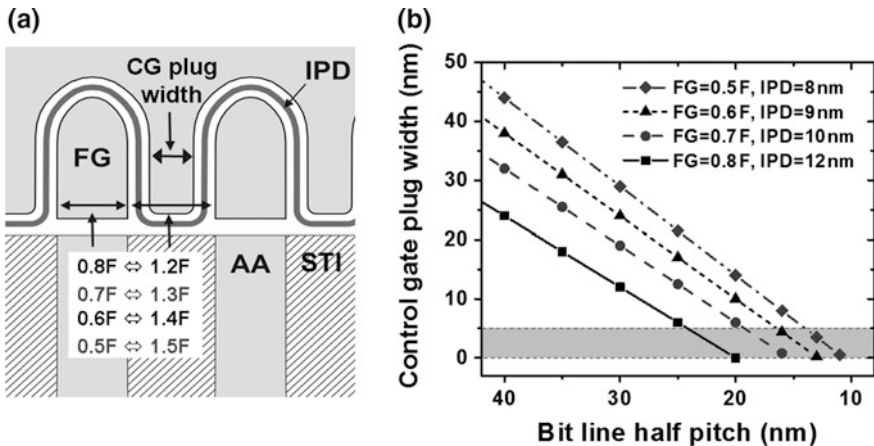 (a)
CG plug
width
IPD
FG
0.8F ⇔ 1.2F
0.7F ⇔ 1.3F
0.6F ⇔ 1.4F
0.5F ⇔ 1.5F
AA
STI
(b)
Control gate plug width (nm)
50
40
30
20
10
0
FG=0.5F, IPD=8nm
FG=0.6F, IPD=9nm
FG=0.7F, IPD=10nm
FG=0.8F, IPD=12nm
40
30
20
10
Bit line half pitch (nm)